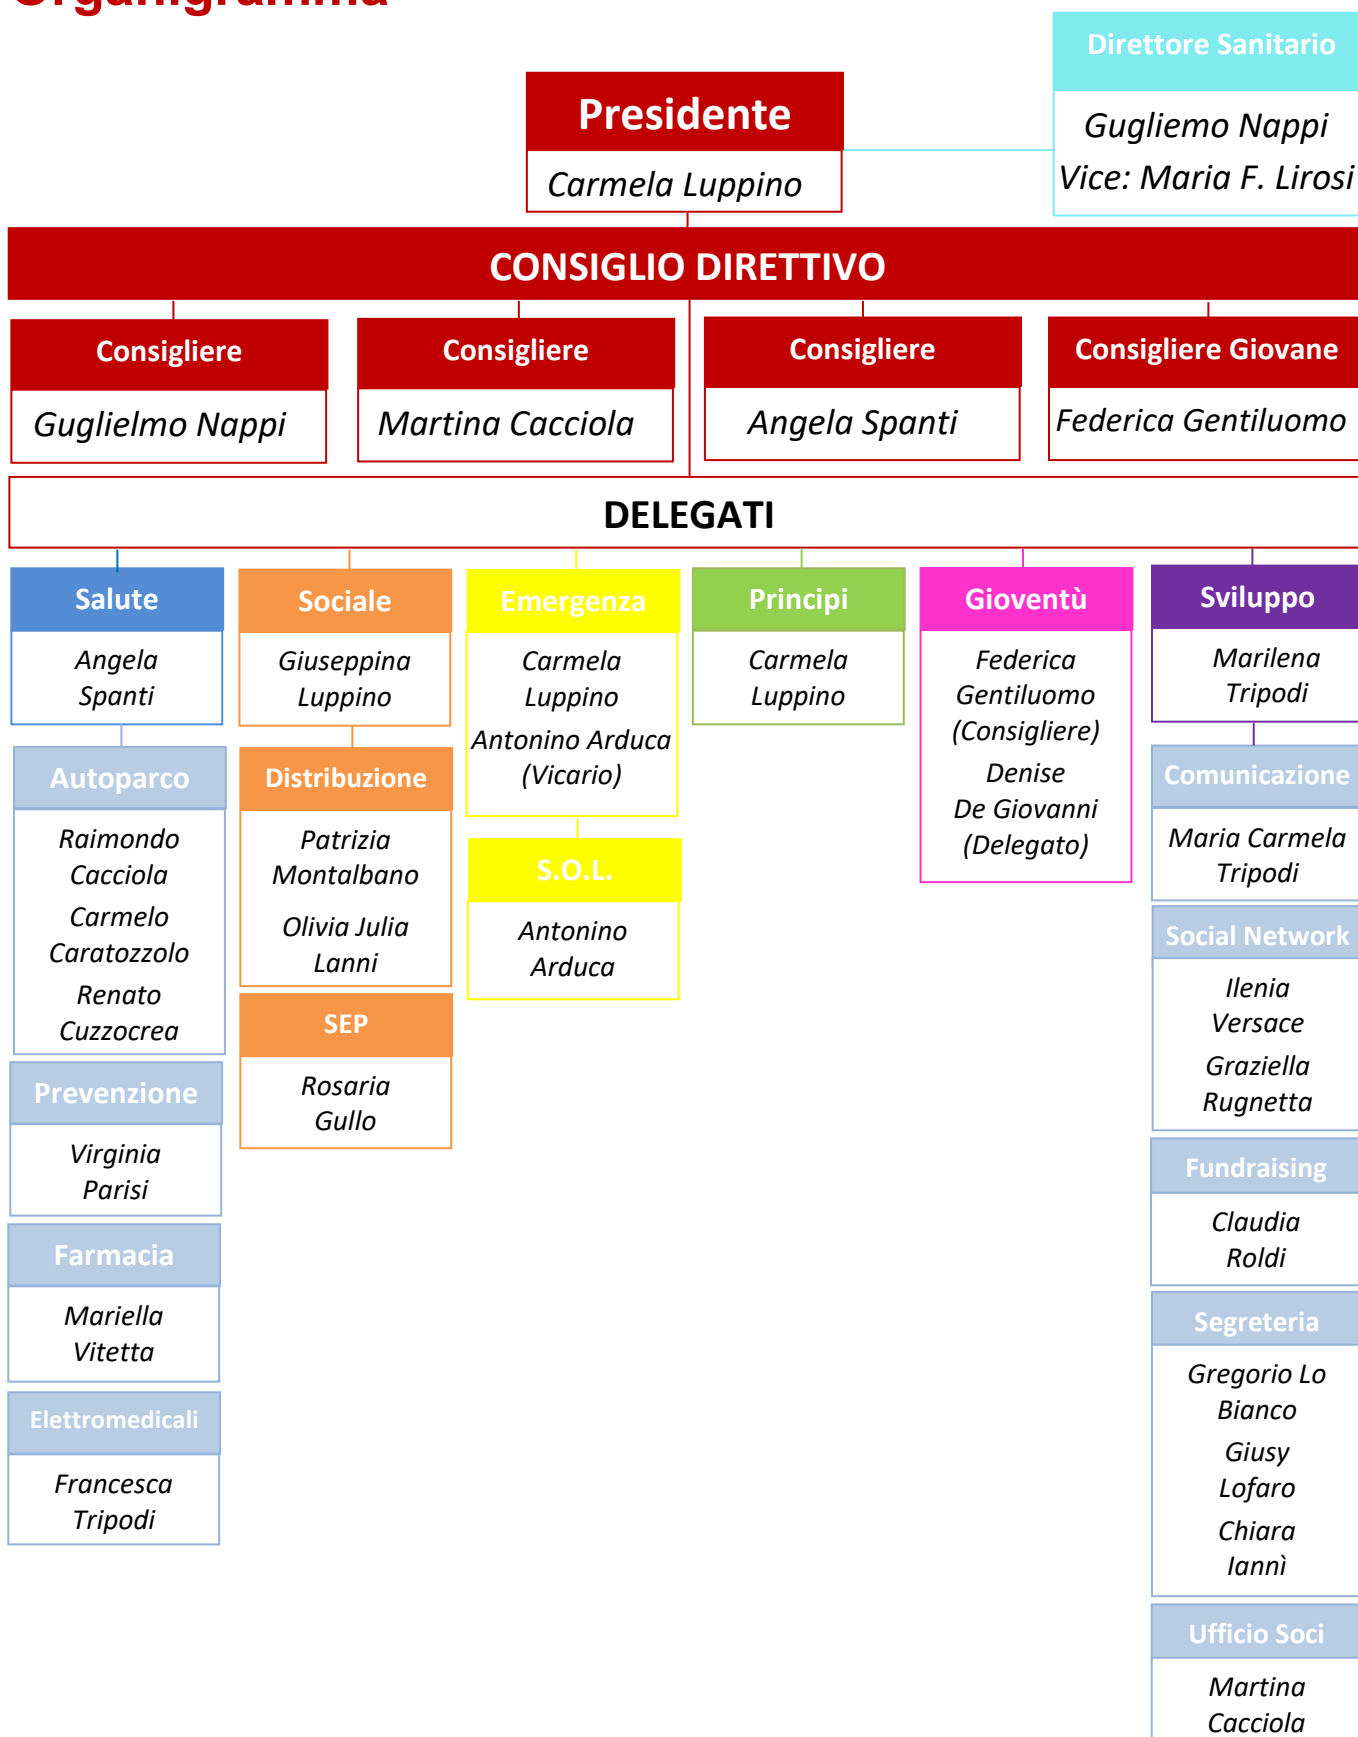 Organigramma
Direttore Sanitario
Gugliemo Nappi
Vice: Maria F. Lirosi
Presidente
Carmela Luppino
CONSIGLIO DIRETTIVO
Consigliere
Guglielmo Nappi
Consigliere
Martina Cacciola
Consigliere
Angela Spanti
Consigliere Giovane
Federica Gentiluomo
DELEGATI
Salute
Angela
Spanti
Autoparco
Raimondo
Cacciola
Carmelo
Caratozzolo
Renato
Cuzzocrea
Prevenzione
Virginia
Parisi
Farmacia
Mariella
Vitetta
Elettromedicali
Francesca
Tripodi
Sociale
Giuseppina
Luppino
Distribuzione
Patrizia
Montalbano
Olivia Julia
Lanni
SEP
Rosaria
Gullo
Emergenza
Carmela
Luppino
Antonino Arduca
(Vicario)
S.O.L.
Antonino
Arduca
Principi
Carmela
Luppino
Gioventù
Federica
Gentiluomo
(Consigliere)
Denise
De Giovanni
(Delegato)
Sviluppo
Marilena
Tripodi
Comunicazione
Maria Carmela
Tripodi
Social Network
Ilenia
Versace
Graziella
Rugnetta
Fundraising
Claudia
Roldi
Segreteria
Gregorio Lo
Bianco
Giusy
Lofaro
Chiara
Iannì
Ufficio Soci
Martina
Cacciola